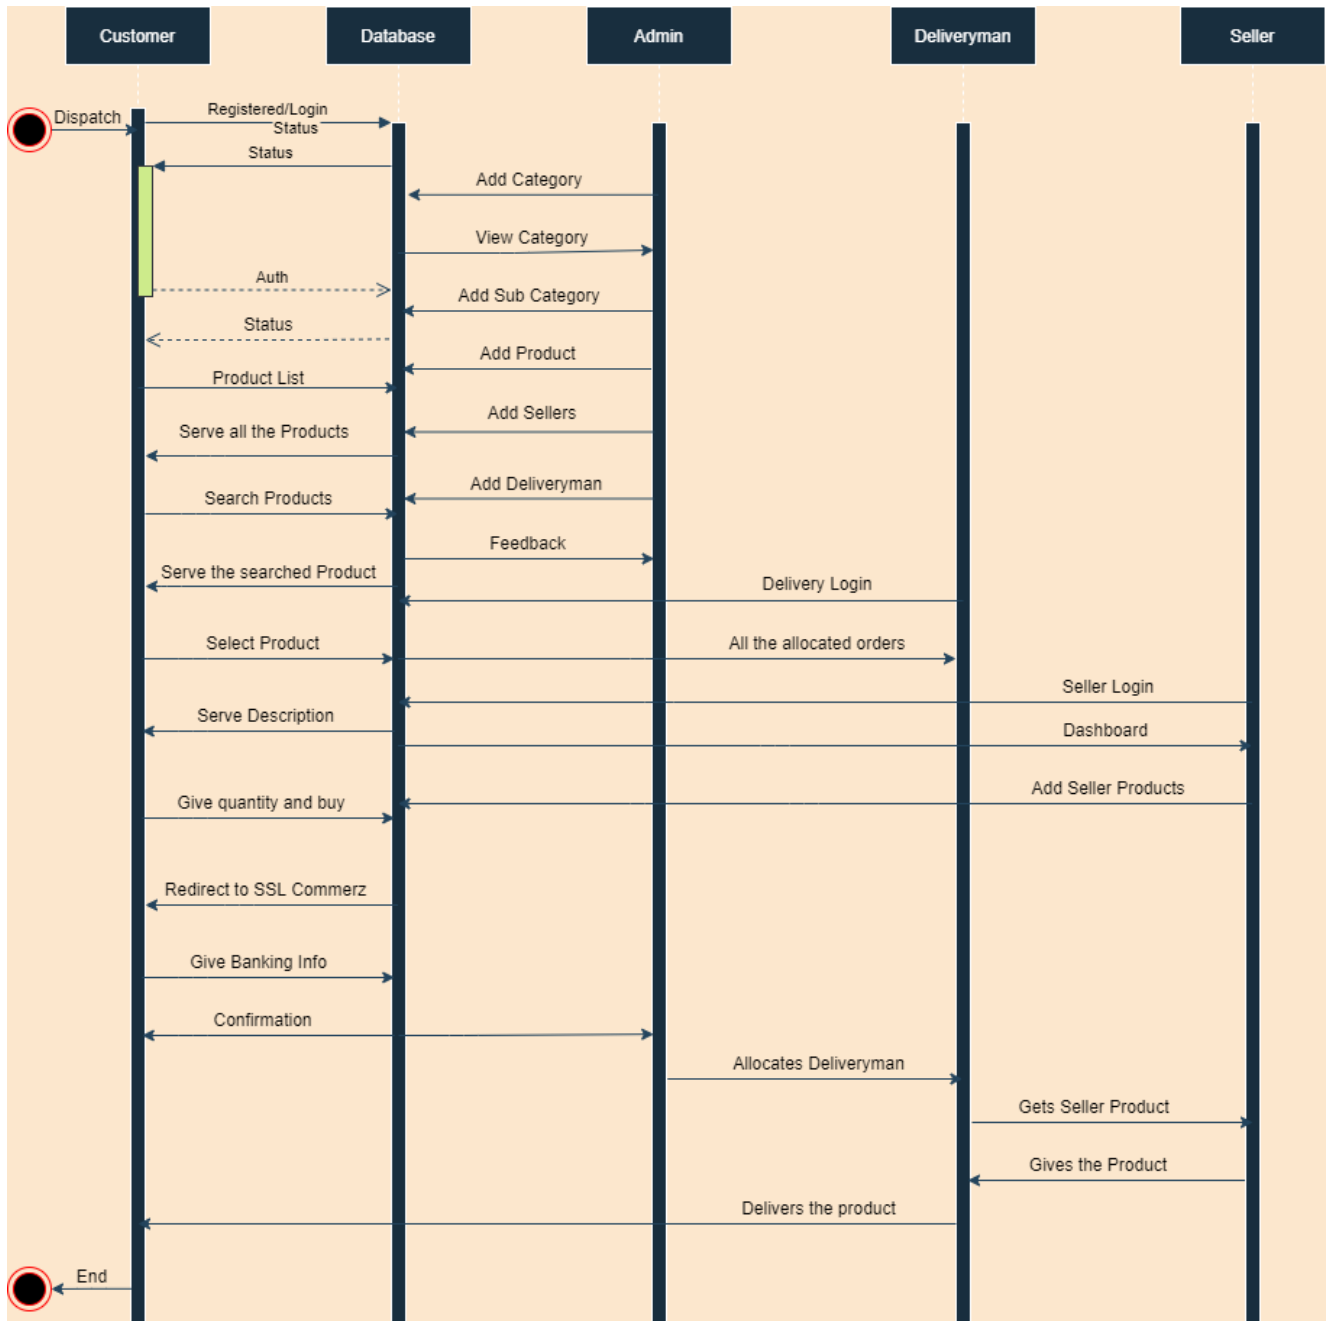 Customer
Database
Admin
Deliveryman
Seller
Dispatch
Registered/Login
Status
Status
Add Category
View Category
Auth
Add Sub Category
Status
Add Product
Product List
Add Sellers
Serve all the Products
Add Deliveryman
Search Products
Feedback
Serve the searched Product
Delivery Login
Select Product
All the allocated orders
Seller Login
Serve Description
Dashboard
Add Seller Products
Give quantity and buy
Redirect to SSL Commerz
Give Banking Info
Confirmation
Allocates Deliveryman
Gets Seller Product
Gives the Product
Delivers the product
End